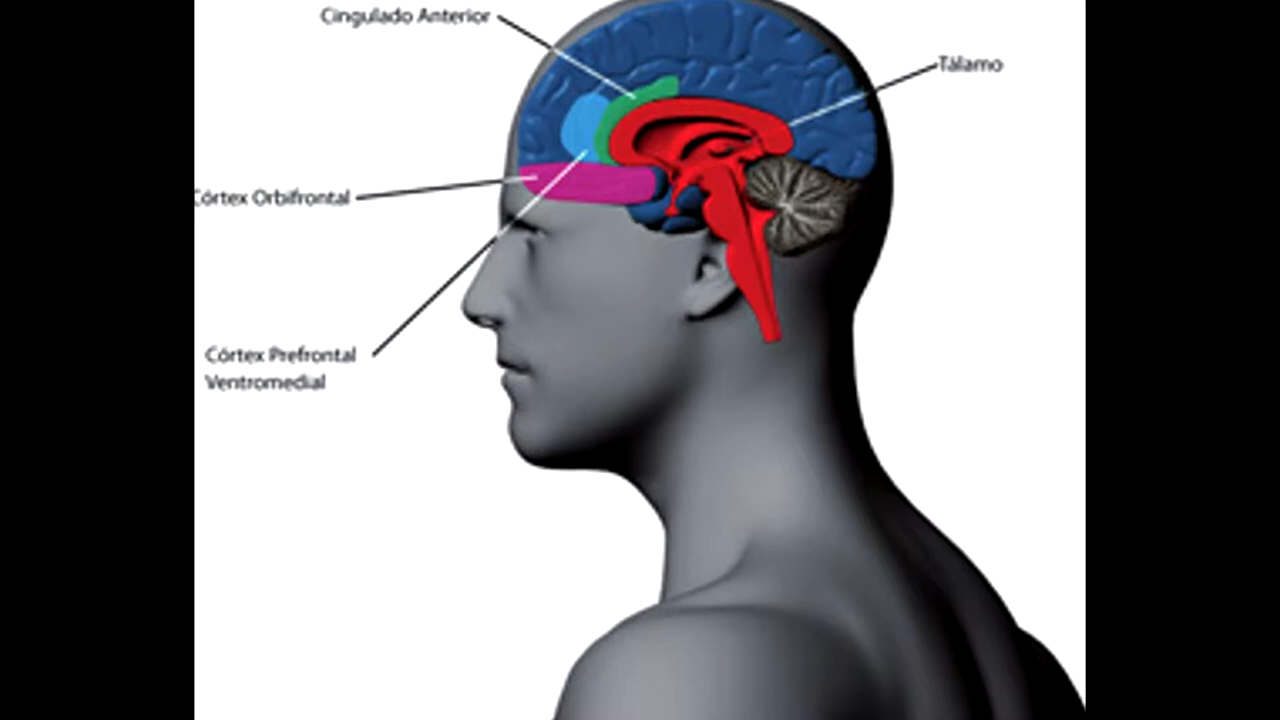 Cingulado Anterior
Tálamo
Córtex Orbifrontal
Córtex Prefrontal
Ventromedial